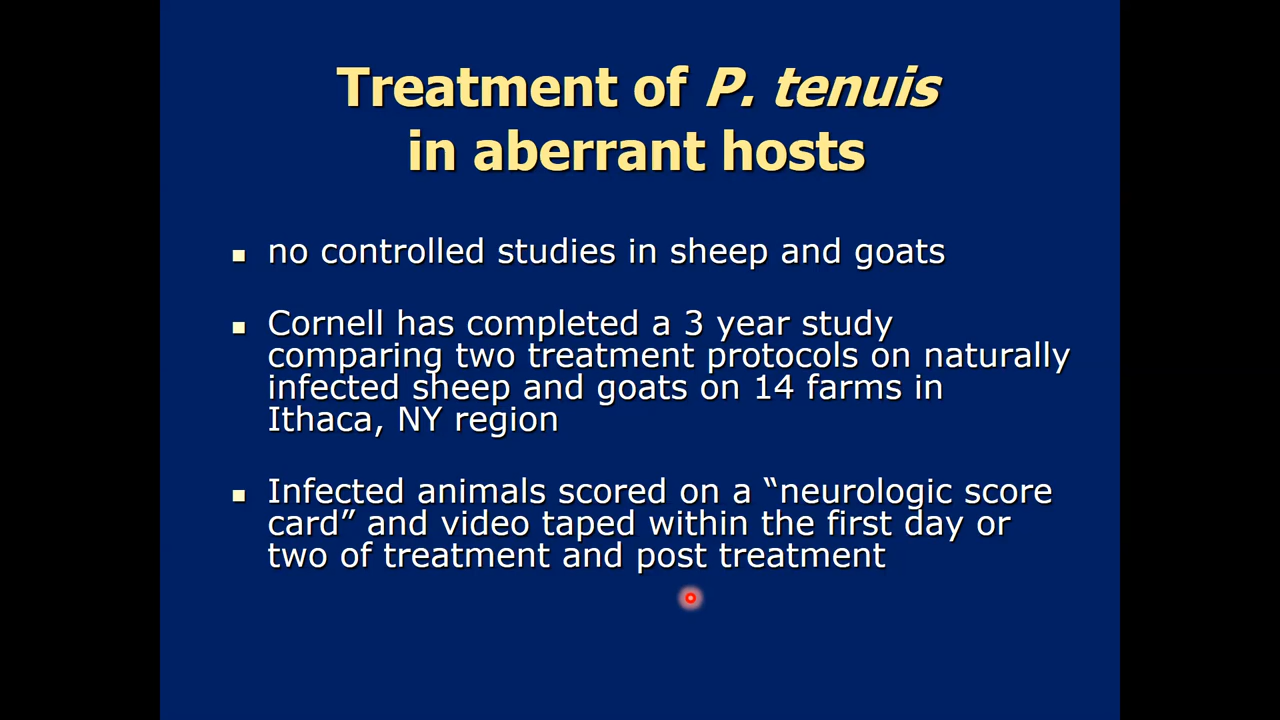 Treatment of P. tenuis
in aberrant hosts
no controlled studies in sheep and goats
Cornell has completed a 3 year study
comparing two treatment protocols on naturally
infected sheep and goats on 14 farms in
Ithaca, NY region
Infected animals scored on a “neurologic score
card” and video taped within the first day or
two of treatment and post treatment